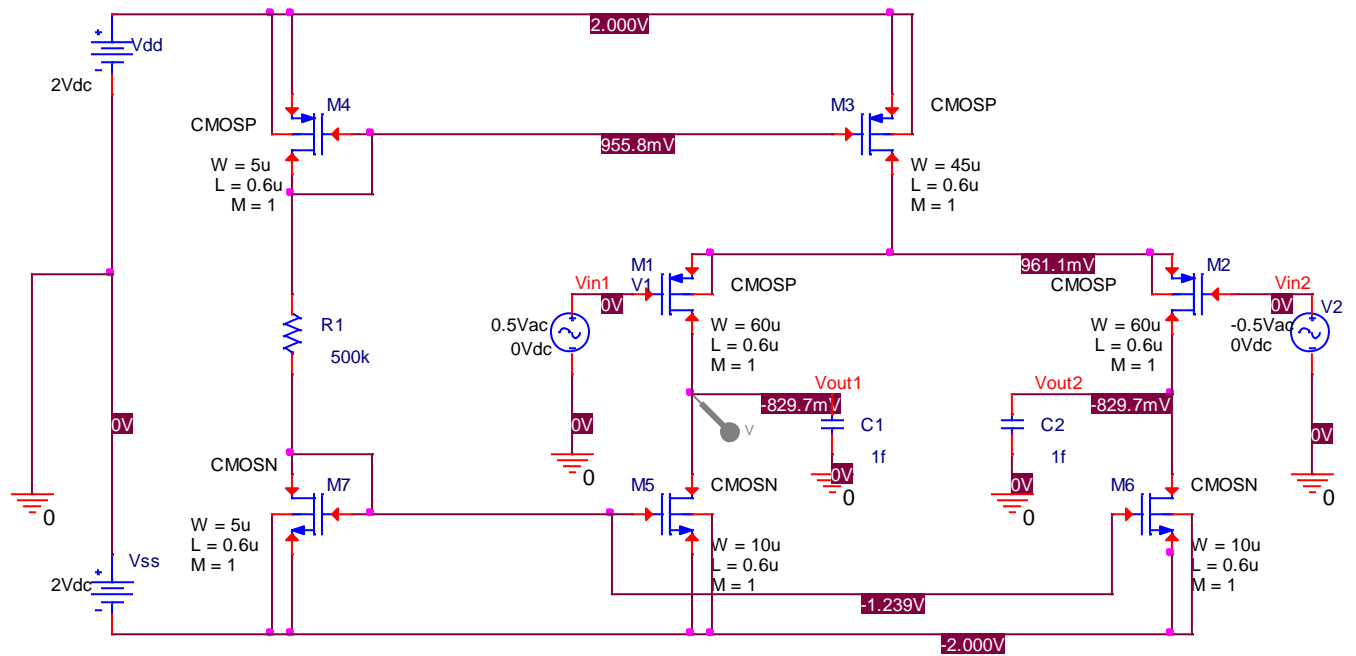 2.000V
Vdd
2Vdc
M4
CMOSP
W = 5u
L = 0.6u
M = 1
955.8mV
M3
CMOSP
W = 45u
L = 0.6u
M = 1
961.1mV
M1
V1
CMOSP
W = 60u
L = 0.6u
M = 1
Vin1
0V
0.5Vac
0Vdc
0V
0
CMOSP
M2
W = 60u
L = 0.6u
M = 1
Vin2
0V
V2
-0.5Vac
0Vdc
0V
0
R1
500k
Vout1
-829.7mV
V
C1
1f
0V
0
Vout2
-829.7mV
C2
1f
0V
0
0V
0
CMOSN
M7
W = 5u
L = 0.6u
M = 1
M5
CMOSN
W = 10u
L = 0.6u
M = 1
M6
CMOSN
W = 10u
L = 0.6u
M = 1
Vss
2Vdc
-1.239V
-2.000V